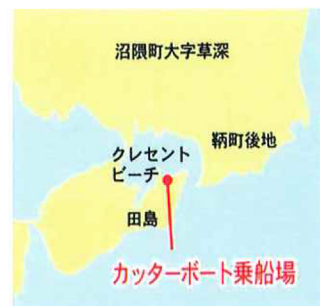 沼隈町大字草深
鞆町後地
クレセント
ビーチ
田島
カッターボート乗船場